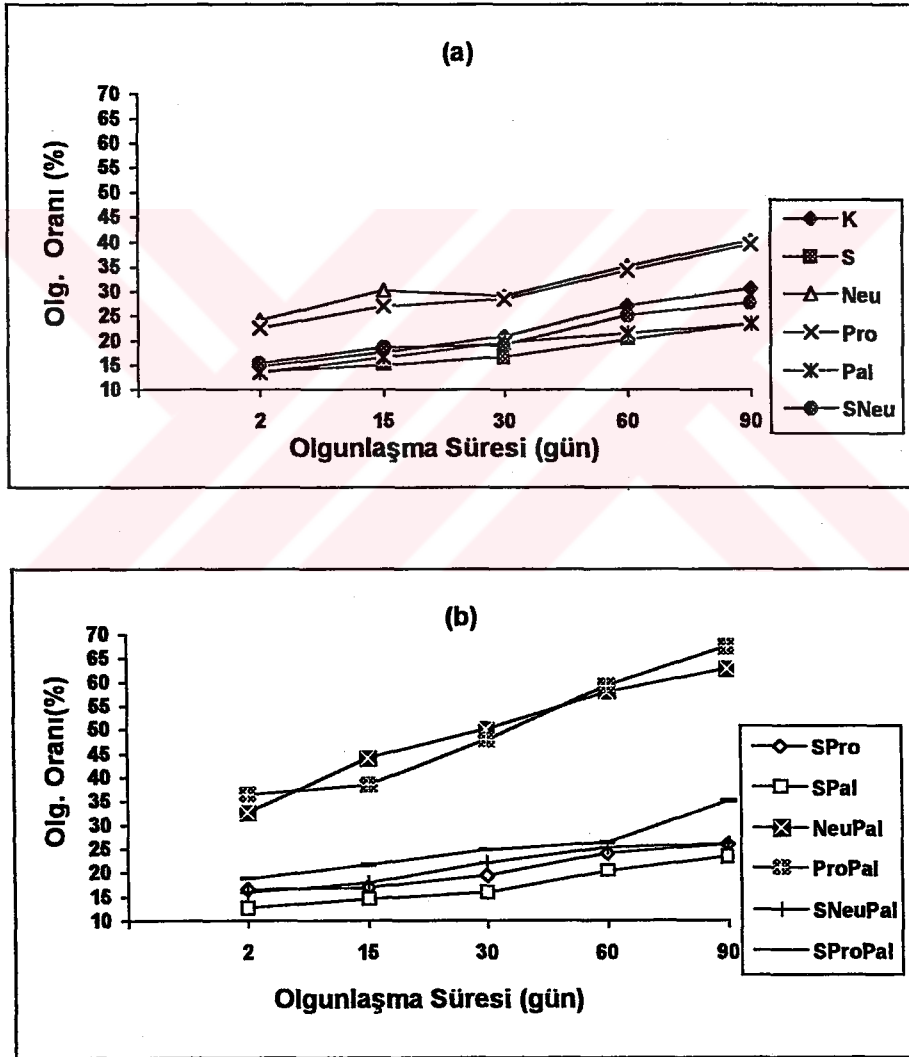 (a)
Olg. Oranı (%)
70
65
60
55
50
45
40
35
30
25
20
15
10
2 15 30 60 90
Olgunlaşma Süresi (gün)
K
S
Neu
Pro
Pal
SNeu
(b)
Olg. Oranı(%)
70
65
60
55
50
45
40
35
30
25
20
15
10
2 15 30 60 90
Olgunlaşma Süresi (gün)
SPro
SPal
NeuPal
ProPal
SNeuPal
SProPal